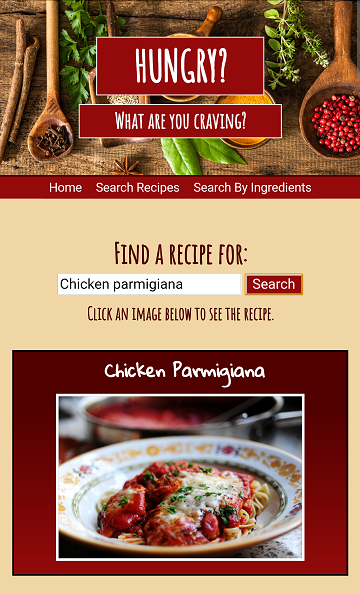 HUNGRY?
WHAT ARE YOU CRAVING?
Home Search Recipes Search By Ingredients
FIND A RECIPE FOR:
Chicken parmigiana Search
CLICK AN IMAGE BELOW TO SEE THE RECIPE.
Chicken Parmigiana